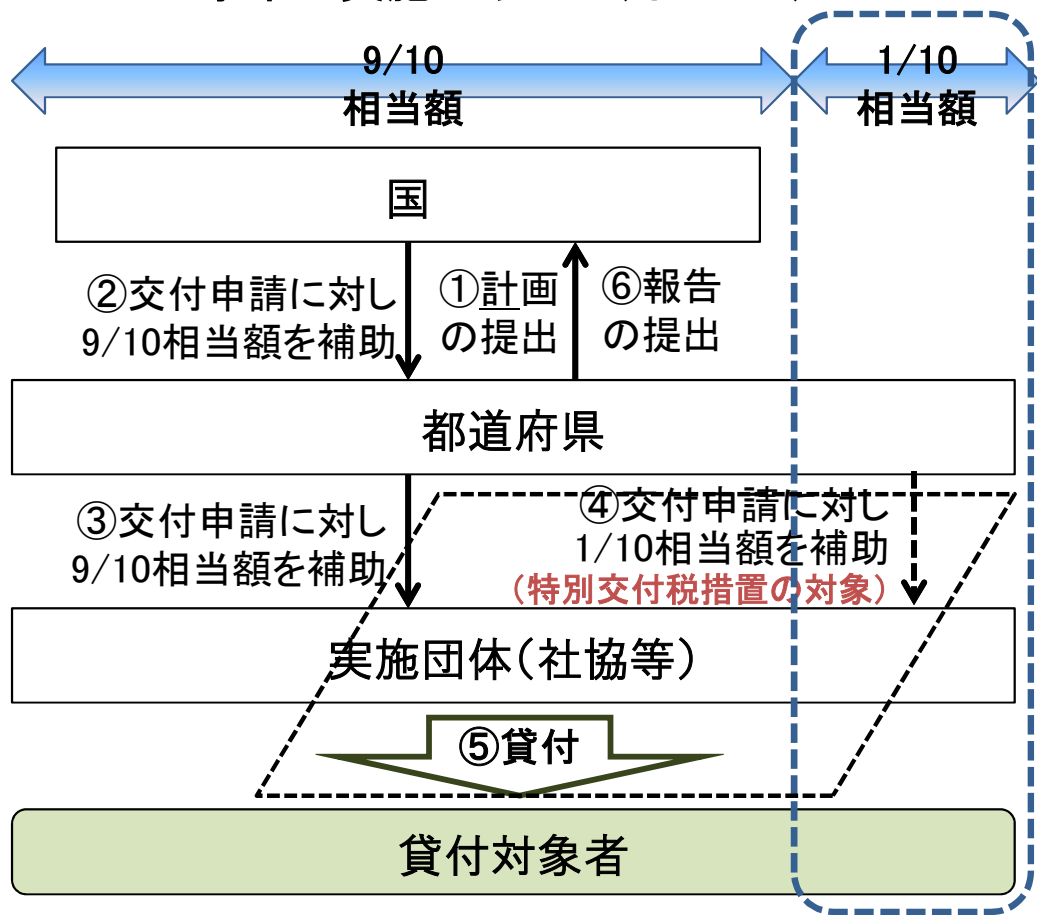 9/10
相当額
1/10
相当額
国
②交付申請に対し
9/10相当額を補助
①計画
の提出
⑥報告
の提出
都道府県
③交付申請に対し
9/10相当額を補助
④交付申請に対し
1/10相当額を補助
(特別交付税措置の対象)
実施団体(社協等)
⑤貸付
貸付対象者